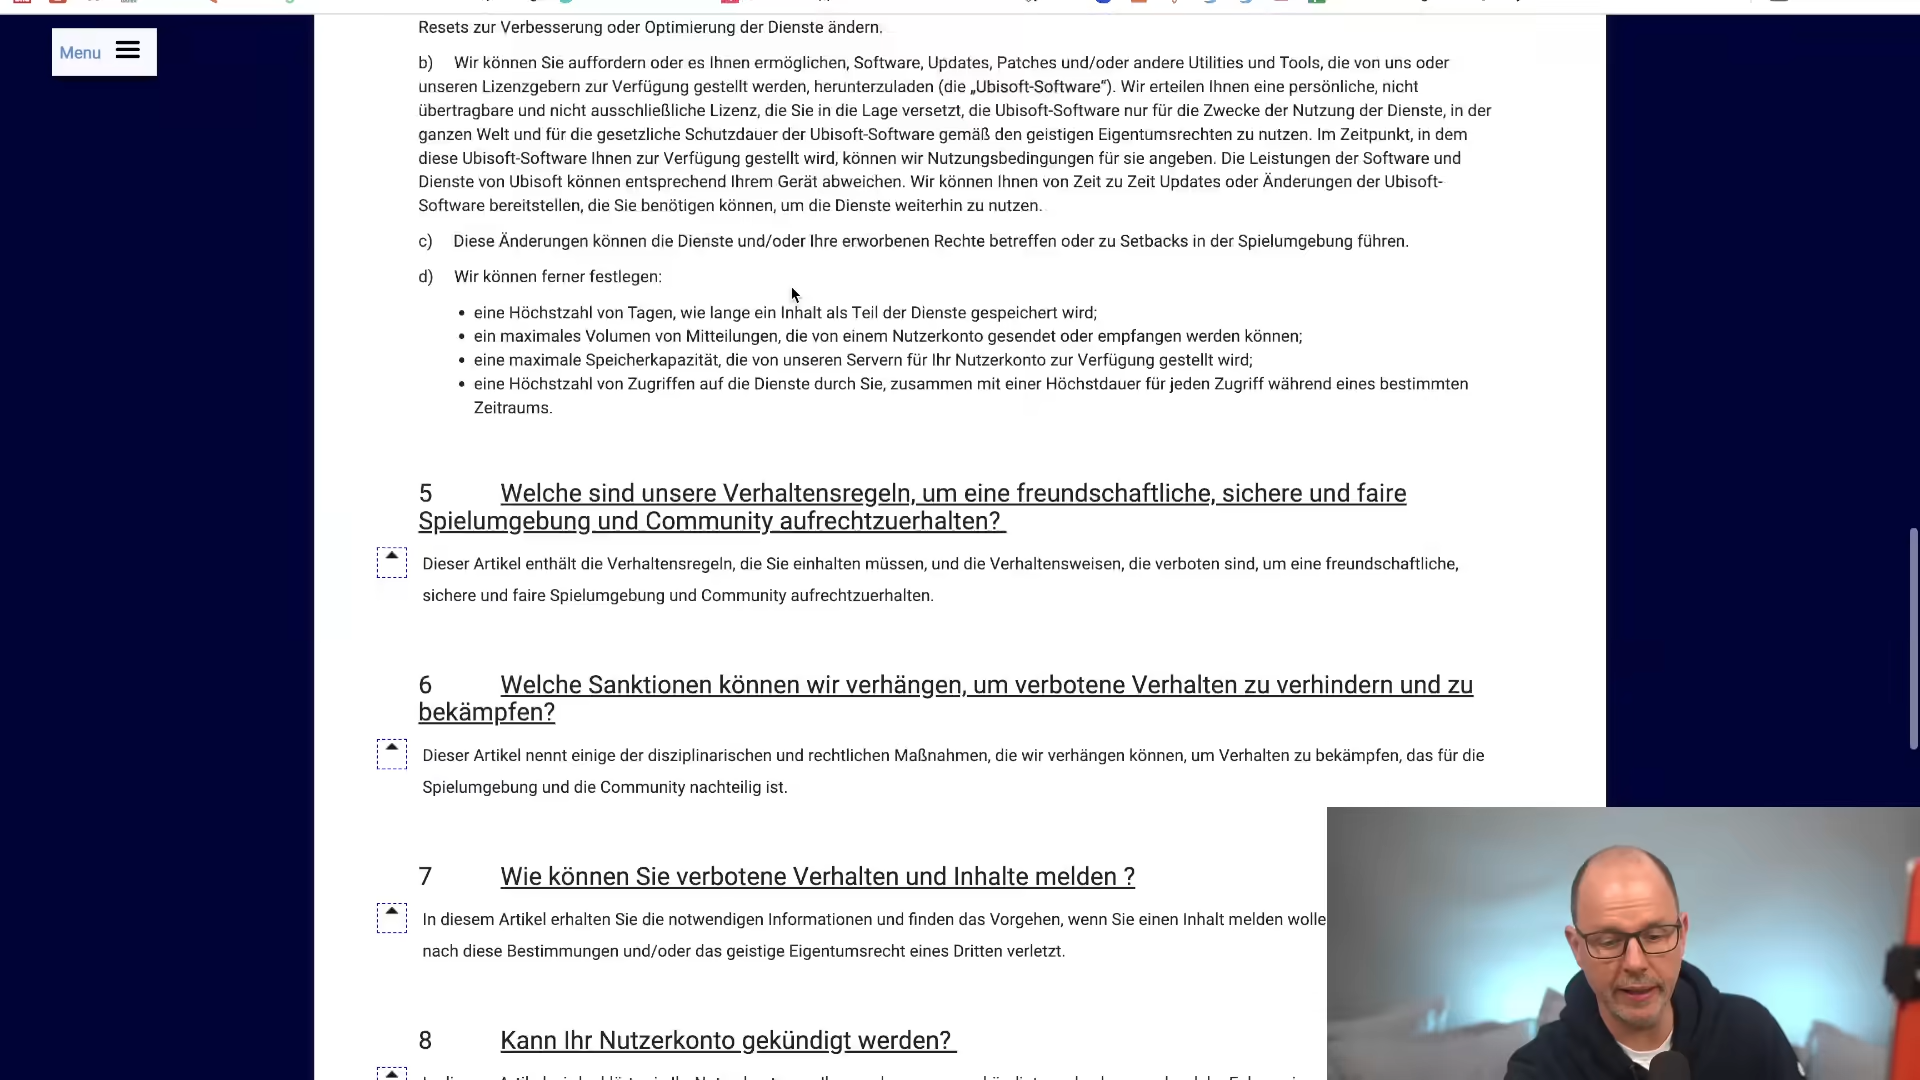 Menu
Resets zur Verbesserung oder Optimierung der Dienste ändern.
b) Wir können Sie auffordern oder es Ihnen ermöglichen, Software, Updates, Patches und/oder andere Utilities und Tools, die von uns oder
unseren Lizenzgebern zur Verfügung gestellt werden, herunterzuladen (die „Ubisoft-Software“). Wir erteilen Ihnen eine persönliche, nicht
übertragbare und nicht ausschließliche Lizenz, die Sie in die Lage versetzt, die Ubisoft-Software nur für die Zwecke der Nutzung der Dienste, in der
ganzen Welt und für die gesetzliche Schutzdauer der Ubisoft-Software gemäß den geistigen Eigentumsrechten zu nutzen. Im Zeitpunkt, in dem
diese Ubisoft-Software Ihnen zur Verfügung gestellt wird, können wir Nutzungsbedingungen für sie angeben. Die Leistungen der Software und
Dienste von Ubisoft können entsprechend Ihrem Gerät abweichen. Wir können Ihnen von Zeit zu Zeit Updates oder Änderungen der Ubisoft-
Software bereitstellen, die Sie benötigen können, um die Dienste weiterhin zu nutzen.
c) Diese Änderungen können die Dienste und/oder Ihre erworbenen Rechte betreffen oder zu Setbacks in der Spielumgebung führen.
d) Wir können ferner festlegen:
• eine Höchstzahl von Tagen, wie lange ein Inhalt als Teil der Dienste gespeichert wird;
• ein maximales Volumen von Mitteilungen, die von einem Nutzerkonto gesendet oder empfangen werden können;
• eine maximale Speicherkapazität, die von unseren Servern für Ihr Nutzerkonto zur Verfügung gestellt wird;
• eine Höchstzahl von Zugriffen auf die Dienste durch Sie, zusammen mit einer Höchstdauer für jeden Zugriff während eines bestimmten
Zeitraums.
5 Welche sind unsere Verhaltensregeln, um eine freundschaftliche, sichere und faire
Spielumgebung und Community aufrechtzuerhalten?
Dieser Artikel enthält die Verhaltensregeln, die Sie einhalten müssen, und die Verhaltensweisen, die verboten sind, um eine freundschaftliche,
sichere und faire Spielumgebung und Community aufrechtzuerhalten.
6 Welche Sanktionen können wir verhängen, um verbotene Verhalten zu verhindern und zu
bekämpfen?
Dieser Artikel nennt einige der disziplinarischen und rechtlichen Maßnahmen, die wir verhängen können, um Verhalten zu bekämpfen, das für die
Spielumgebung und die Community nachteilig ist.
7 Wie können Sie verbotene Verhalten und Inhalte melden ?
In diesem Artikel erhalten Sie die notwendigen Informationen und finden das Vorgehen, wenn Sie einen Inhalt melden wolle
nach diese Bestimmungen und/oder das geistige Eigentumsrecht eines Dritten verletzt.
8 Kann Ihr Nutzerkonto gekündigt werden?